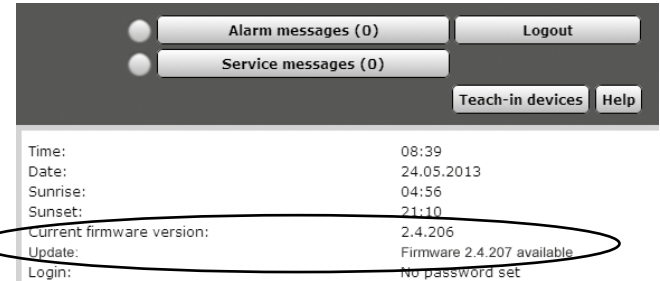 Alarm messages (0) Logout
Service messages (0)
Teach-in devices Help
Time: 08:39
Date: 24.05.2013
Sunrise: 04:56
Sunset: 21:10
Current firmware version: 2.4.206
Update: Firmware 2.4.207 available
Login: No password set